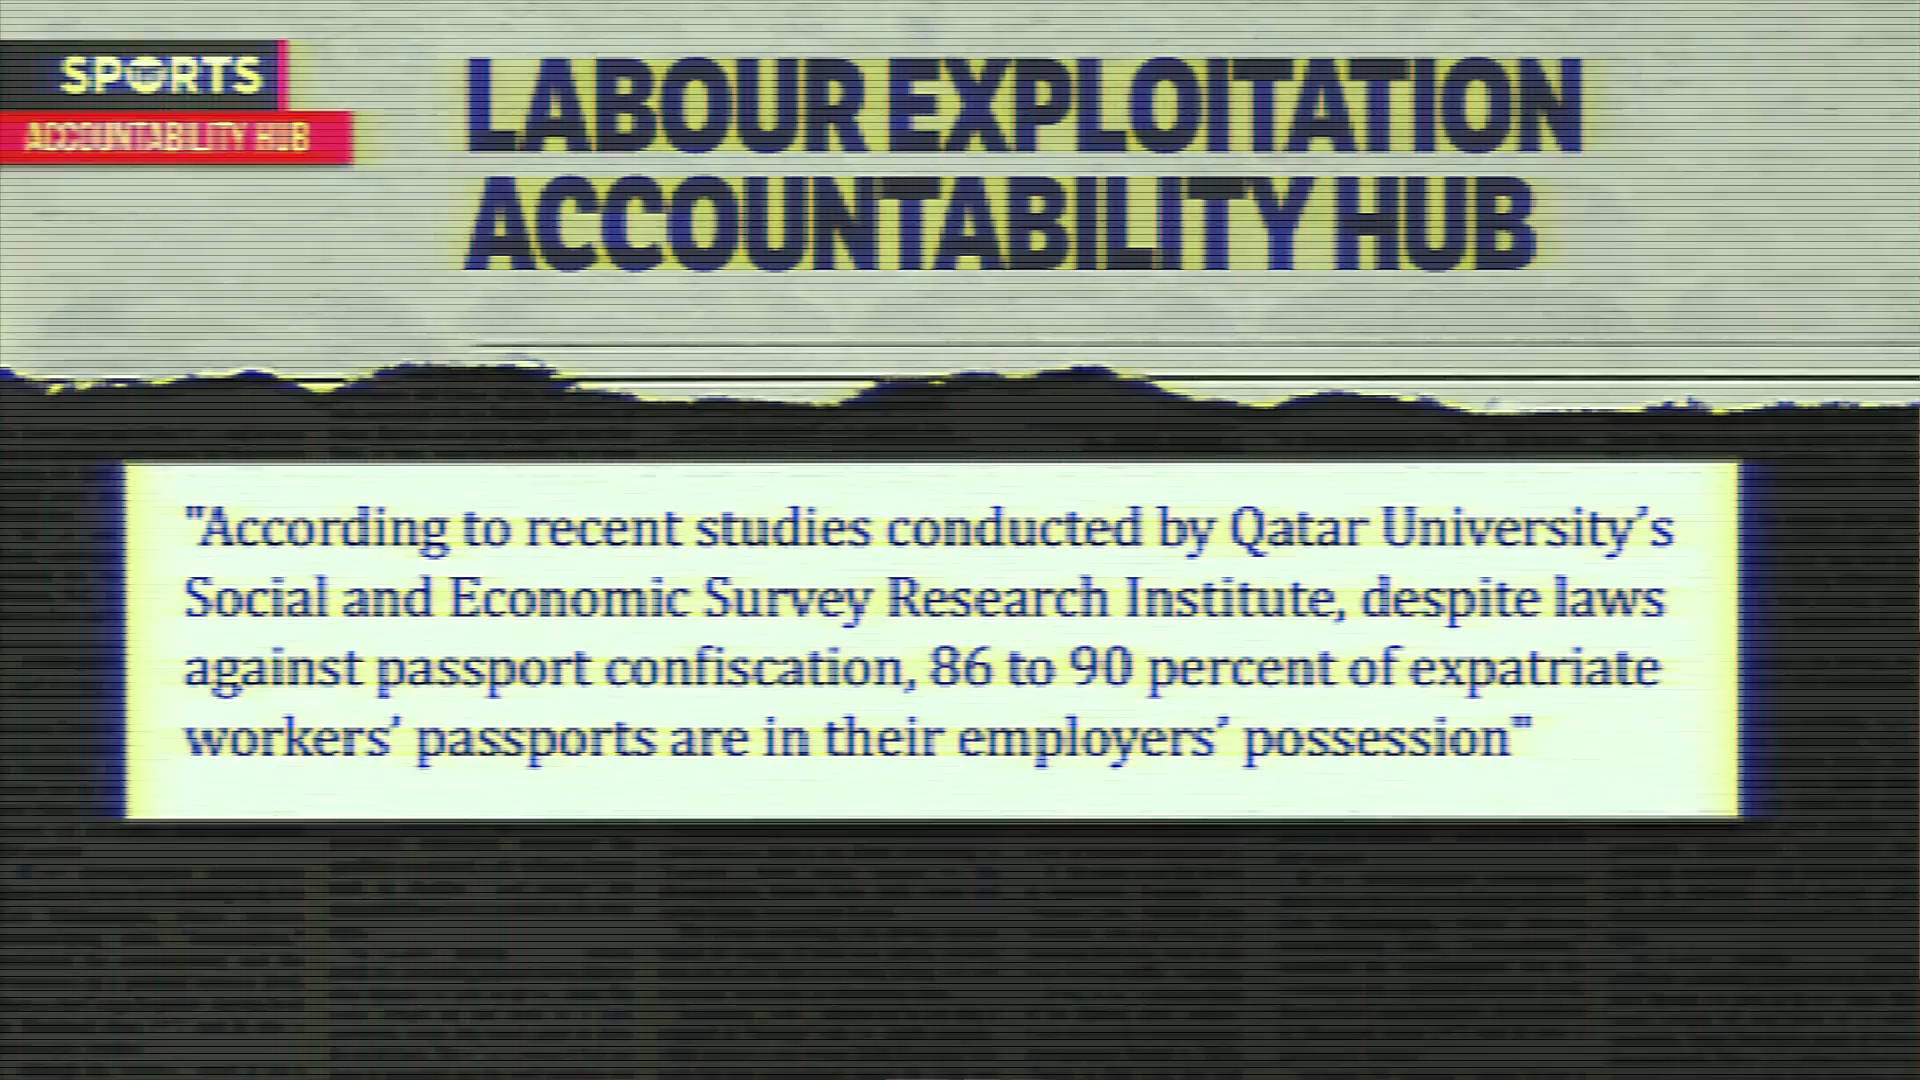 SPORTS
ACCOUNTABILITY HUB
LABOUR EXPLOITATION
ACCOUNTABILITY HUB
"According to recent studies conducted by Qatar University’s
Social and Economic Survey Research Institute, despite laws
against passport confiscation, 86 to 90 percent of expatriate
workers’ passports are in their employers’ possession"